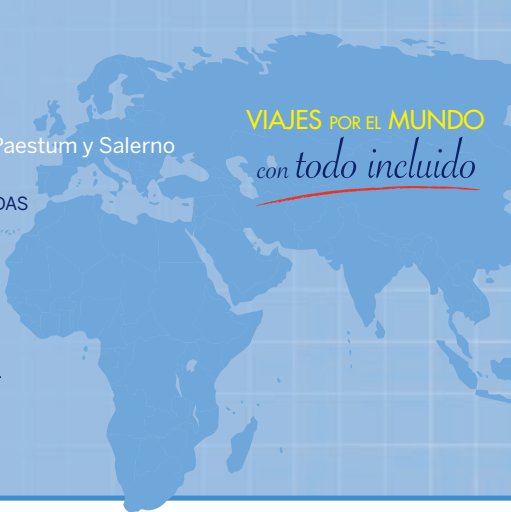 VIAJES POR EL MUNDO
Paestum y Salerno
con todo incluido
DAS